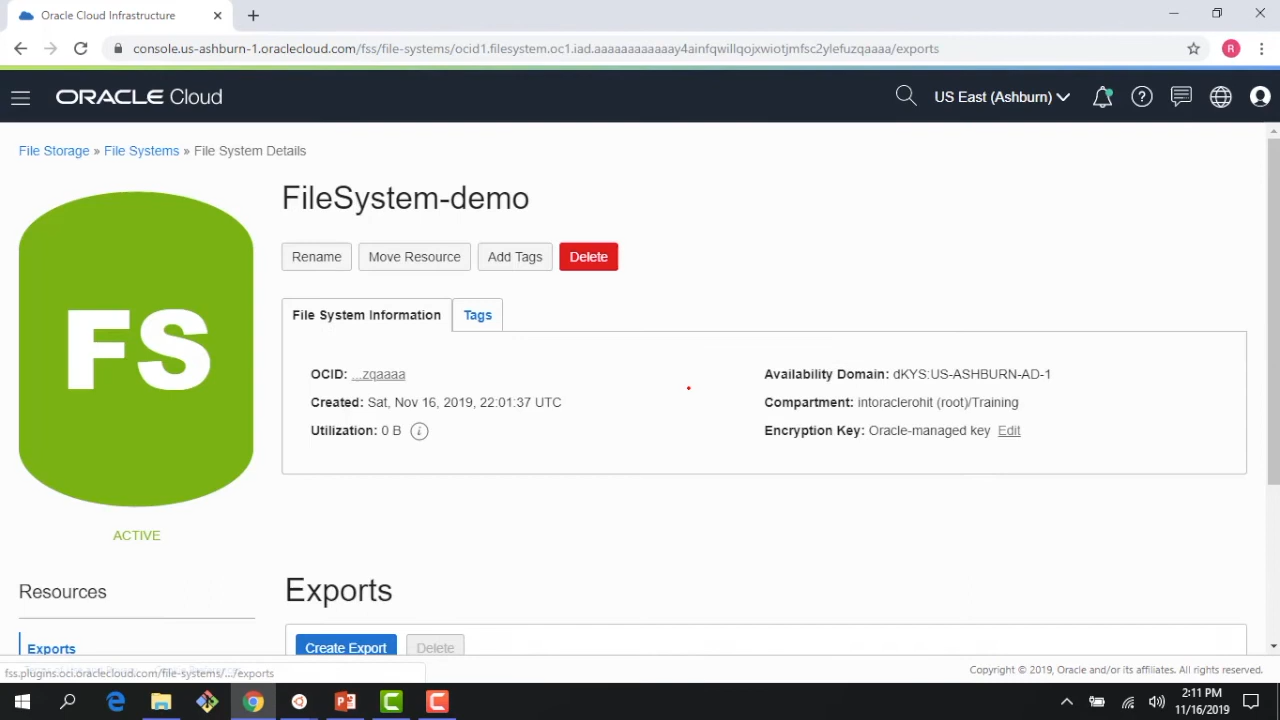 Oracle Cloud Infrastructure
console.us-ashburn-1.oraclecloud.com/fss/file-systems/ocid1.filesystem.oc1.iad.aaaaaaaaaaay4ainfqwillqojxwiotjmfsc2ylefuzqaaaa/exports
R
ORACLE Cloud
US East (Ashburn)
File Storage » File Systems » File System Details
FS
ACTIVE
FileSystem-demo
Rename Move Resource Add Tags Delete
File System Information Tags
OCID: ...zqaaaa
Created: Sat, Nov 16, 2019, 22:01:37 UTC
Utilization: 0 B i
Availability Domain: dKYS:US-ASHBURN-AD-1
Compartment: intoraclerohit (root)/Training
Encryption Key: Oracle-managed key Edit
Resources
Exports
Exports
Create Export Delete
fss.plugins.oci.oraclecloud.com/file-systems/.../exports
Copyright © 2019, Oracle and/or its affiliates. All rights reserved.
2:11 PM
11/16/2019